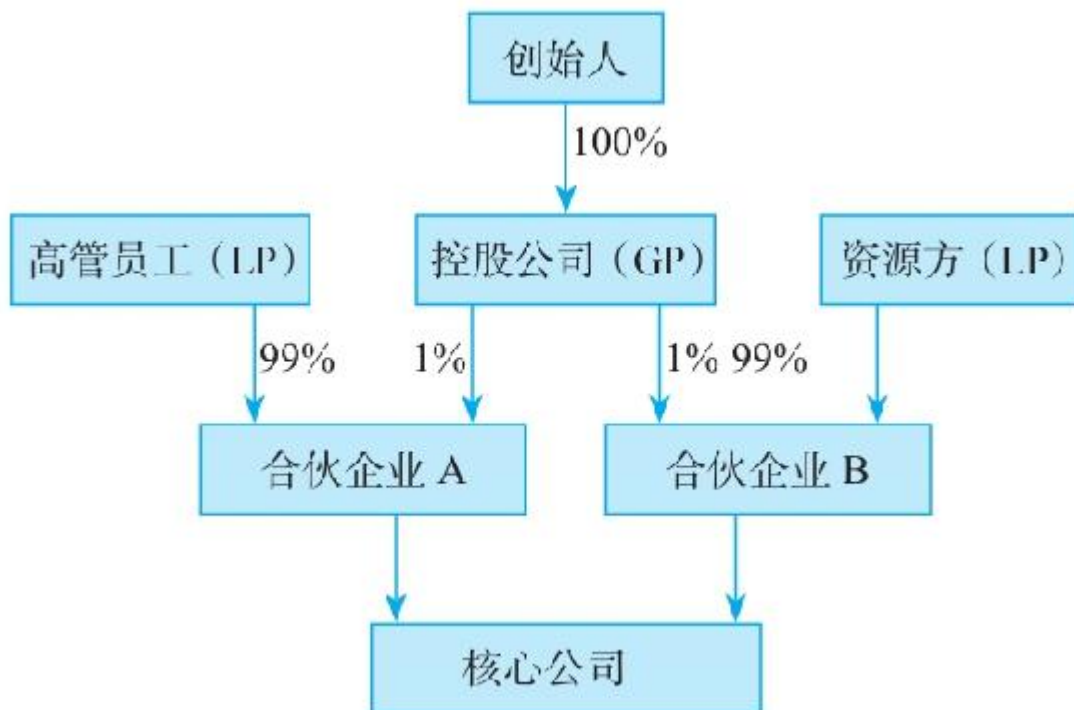 创始人
100%
高管员工（LP）
控股公司（GP）
资源方（LP）
99%
1%
1% 99%
合伙企业 A
合伙企业 B
核心公司